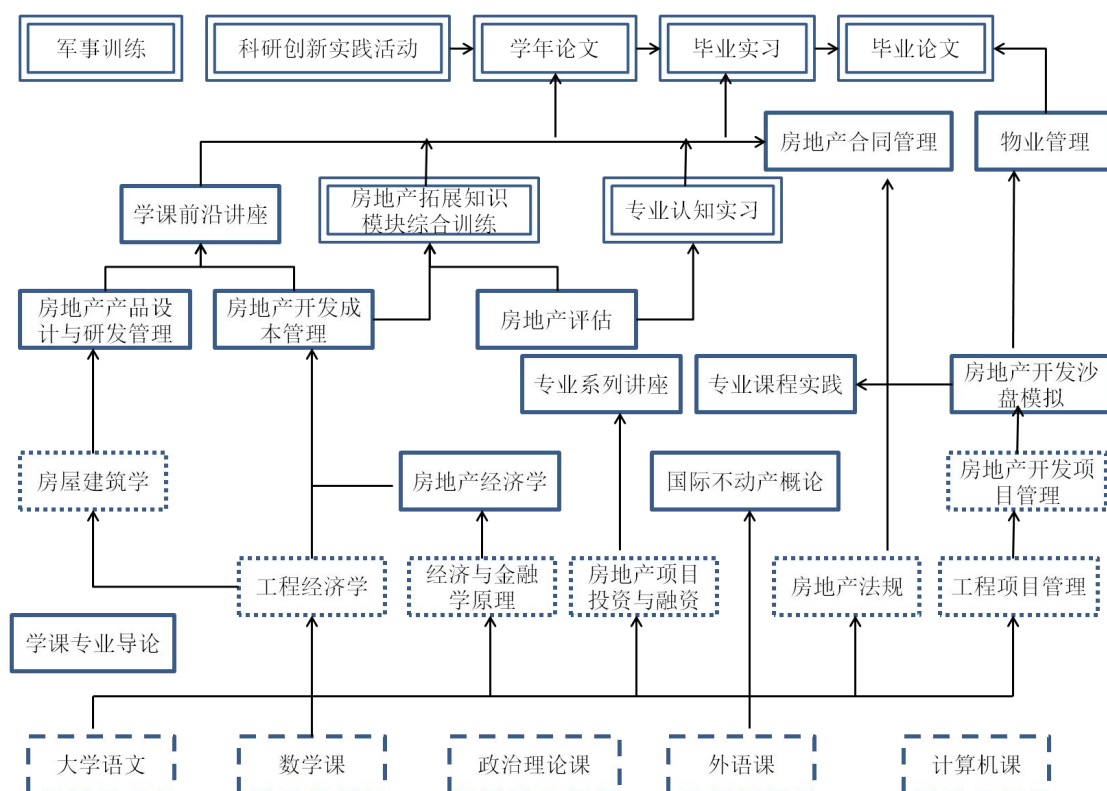 军事训练
科研创新实践活动
学年论文
毕业实习
毕业论文
房地产合同管理
物业管理
学课前沿讲座
房地产拓展知识
模块综合训练
专业认知实习
房地产产品设
计与研发管理
房地产开发成
本管理
房地产评估
专业系列讲座
专业课程实践
房地产开发沙
盘模拟
房屋建筑学
房地产经济学
国际不动产概论
房地产开发项
目管理
工程经济学
经济与金融
学原理
房地产项目
投资与融资
房地产法规
工程项目管理
学课专业导论
大学语文
数学课
政治理论课
外语课
计算机课